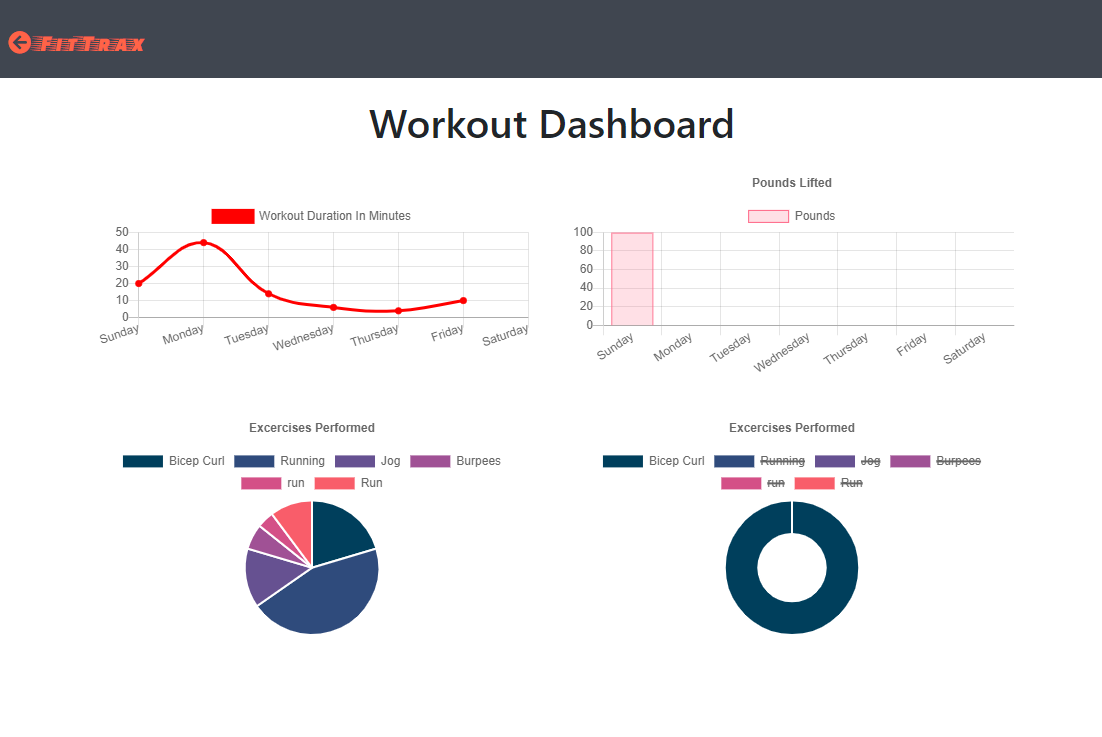 FitTrax
Workout Dashboard
Workout Duration In Minutes
50
40
30
20
10
0
Sunday Monday Tuesday Wednesday Thursday Friday Saturday
Pounds Lifted
Pounds
100
80
60
40
20
0
Sunday Monday Tuesday Wednesday Thursday Friday Saturday
Excercises Performed
Bicep Curl Running Jog Burpees
run Run
Excercises Performed
Bicep Curl Running Jog Burpees
run Run